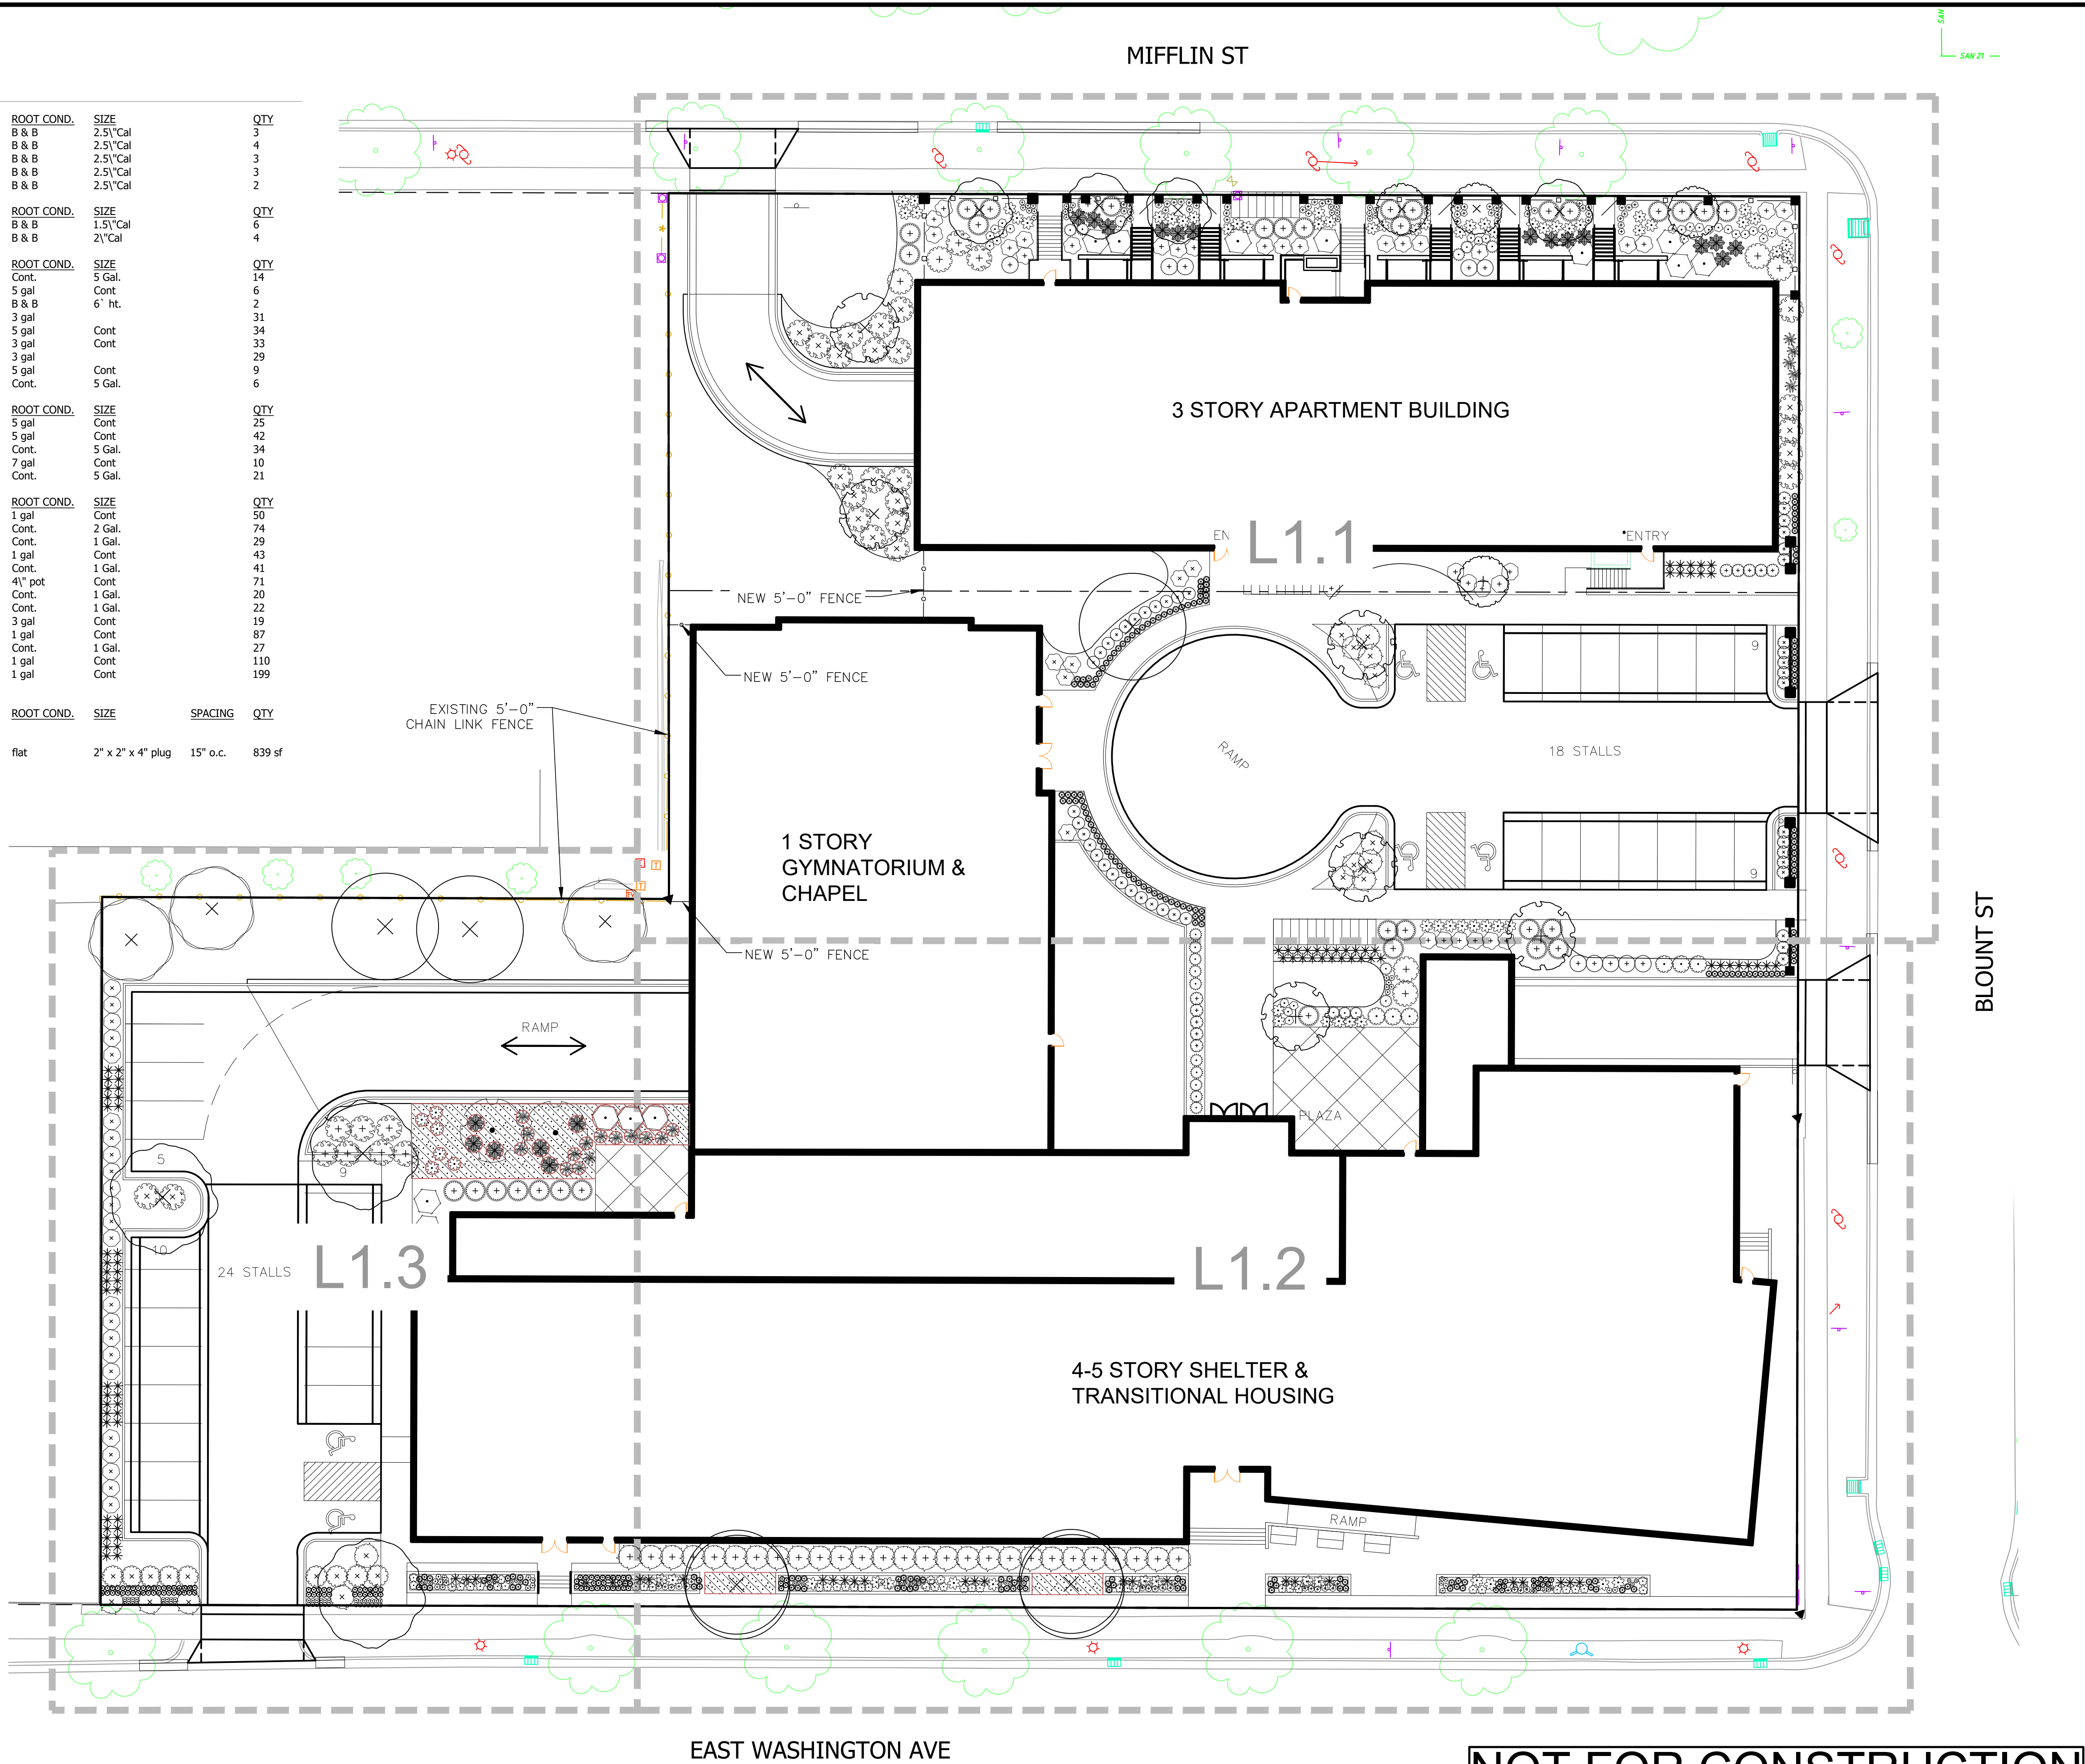 MIFFLIN ST
SAN
SAN 21
ROOT COND. SIZE QTY
B & B 2.5\"Cal 3
B & B 2.5\"Cal 4
B & B 2.5\"Cal 3
B & B 2.5\"Cal 3
B & B 2.5\"Cal 2
ROOT COND. SIZE QTY
B & B 1.5\"Cal 6
B & B 2\"Cal 4
ROOT COND. SIZE QTY
Cont. 5 Gal. 14
5 gal Cont 6
B & B 6` ht. 2
3 gal 31
5 gal Cont 34
3 gal Cont 33
3 gal 29
5 gal Cont 9
Cont. 5 Gal. 6
ROOT COND. SIZE QTY
5 gal Cont 25
5 gal Cont 42
Cont. 5 Gal. 34
7 gal Cont 10
Cont. 5 Gal. 21
ROOT COND. SIZE QTY
1 gal Cont 50
Cont. 2 Gal. 74
Cont. 1 Gal. 29
1 gal Cont 43
Cont. 1 Gal. 41
4\" pot Cont 71
Cont. 1 Gal. 20
Cont. 1 Gal. 22
3 gal Cont 19
1 gal Cont 87
Cont. 1 Gal. 27
1 gal Cont 110
1 gal Cont 199
ROOT COND. SIZE SPACING QTY
flat 2" x 2" x 4" plug 15" o.c. 839 sf
3 STORY APARTMENT BUILDING
EN
L1.1
ENTRY
NEW 5'-0" FENCE
NEW 5'-0" FENCE
EXISTING 5'-0"
CHAIN LINK FENCE
9
RAMP
18 STALLS
9
1 STORY
GYMNATORIUM &
CHAPEL
T
T
NEW 5'-0" FENCE
BLOUNT ST
RAMP
PLAZA
5
9
10
24 STALLS
L1.3
L1.2
4-5 STORY SHELTER &
TRANSITIONAL HOUSING
RAMP
EAST WASHINGTON AVE
NOT FOR CONSTRUCTION